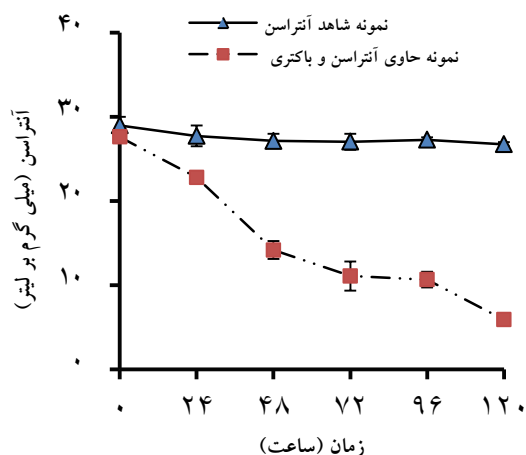 نمونه شاهد آنتراسن
نمونه حاوی آنتراسن و باکتری
آنتراسن (میلی گرم بر لیتر)
۴۰
۳۰
۲۰
۱۰
۰
۰ ۲۴ ۴۸ ۷۲ ۹۶ ۱۲۰
زمان (ساعت)